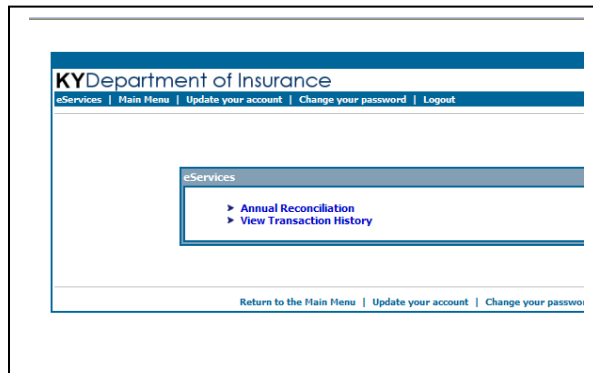 KYDepartment of Insurance
eServices | Main Menu | Update your account | Change your password | Logout
eServices
➤ Annual Reconciliation
➤ View Transaction History
Return to the Main Menu | Update your account | Change your passwo